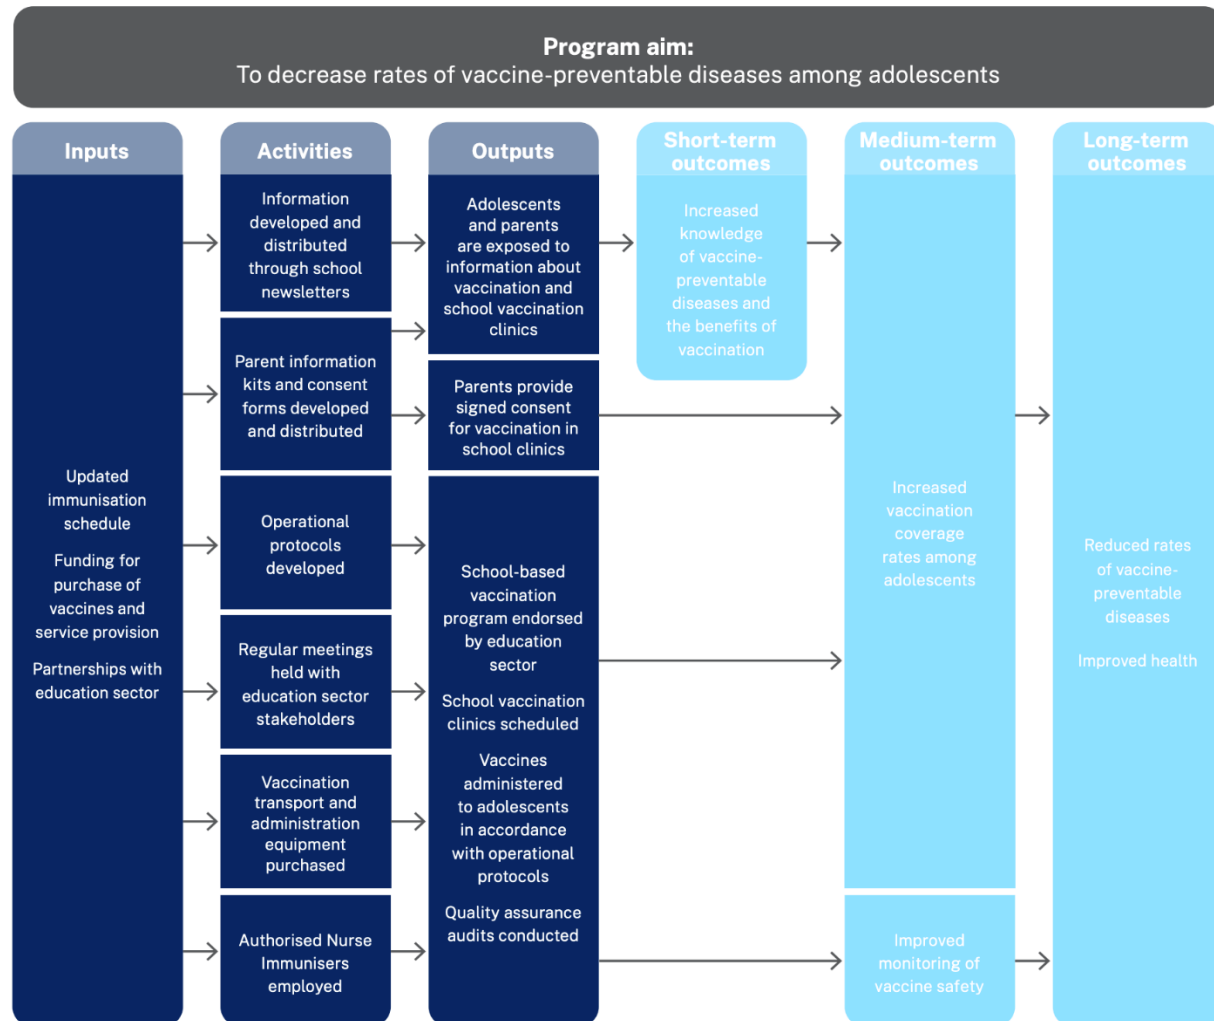 Program aim:
To decrease rates of vaccine-preventable diseases among adolescents
Inputs
Updated
immunisation
schedule
Funding for
purchase of
vaccines and
service provision
Partnerships with
education sector
Activities
Information
developed and
distributed
through school
newsletters
Parent information
kits and consent
forms developed
and distributed
Operational
protocols
developed
Regular meetings
held with
education sector
stakeholders
Vaccination
transport and
administration
equipment
purchased
Authorised Nurse
Immunisers
employed
Outputs
Adolescents
and parents
are exposed to
information about
vaccination and
school vaccination
clinics
Parents provide
signed consent
for vaccination in
school clinics
School-based
vaccination
program endorsed
by education
sector
School vaccination
clinics scheduled
Vaccines
administered
to adolescents
in accordance
with operational
protocols
Quality assurance
audits conducted
Short-term
outcomes
Increased
knowledge
of vaccine-
preventable
diseases and
the benefits of
vaccination
Medium-term
outcomes
Increased
vaccination
coverage
rates among
adolescents
Improved
monitoring of
vaccine safety
Long-term
outcomes
Reduced rates
of vaccine-
preventable
diseases
Improved health